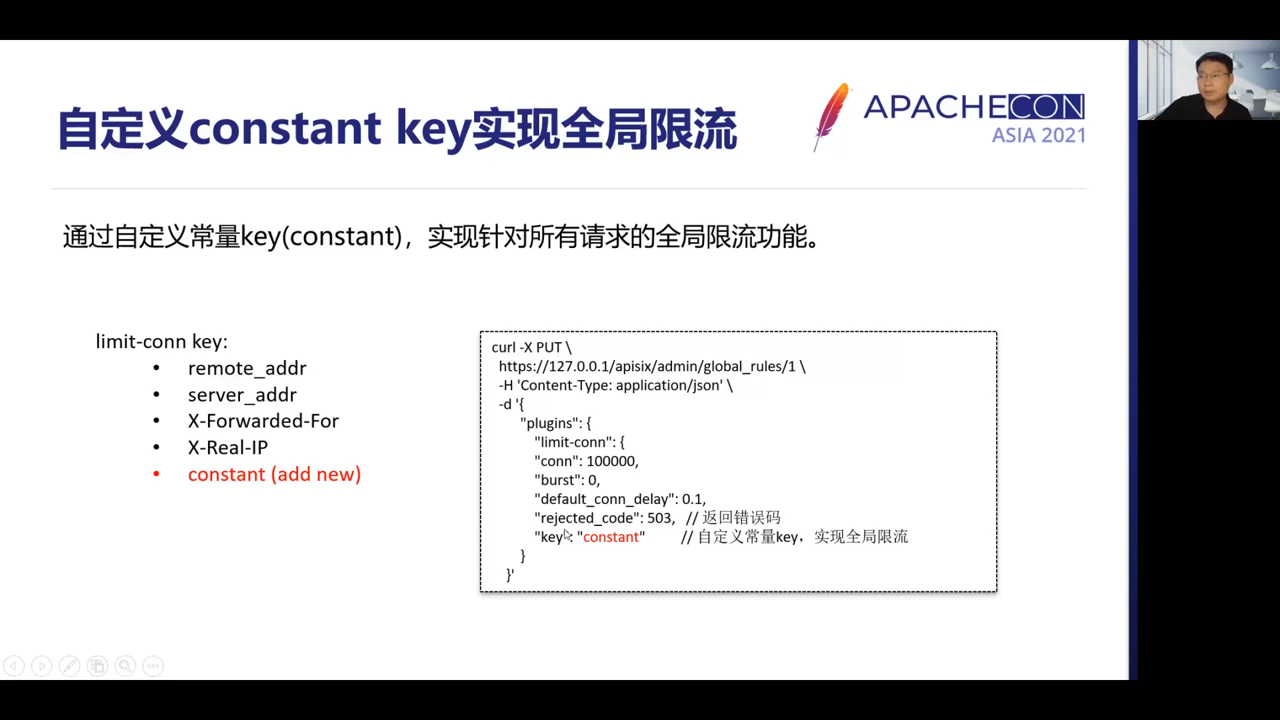 自定义constant key实现全局限流
APACHECON
ASIA 2021
通过自定义常量key(constant)，实现针对所有请求的全局限流功能。
limit-conn key:
• remote_addr
• server_addr
• X-Forwarded-For
• X-Real-IP
• constant (add new)
curl -X PUT \
https://127.0.0.1/apisix/admin/global_rules/1 \
-H 'Content-Type: application/json' \
-d '{
"plugins": {
"limit-conn": {
"conn": 100000,
"burst": 0,
"default_conn_delay": 0.1,
"rejected_code": 503, // 返回错误码
"key": "constant" // 自定义常量key，实现全局限流
}
}'